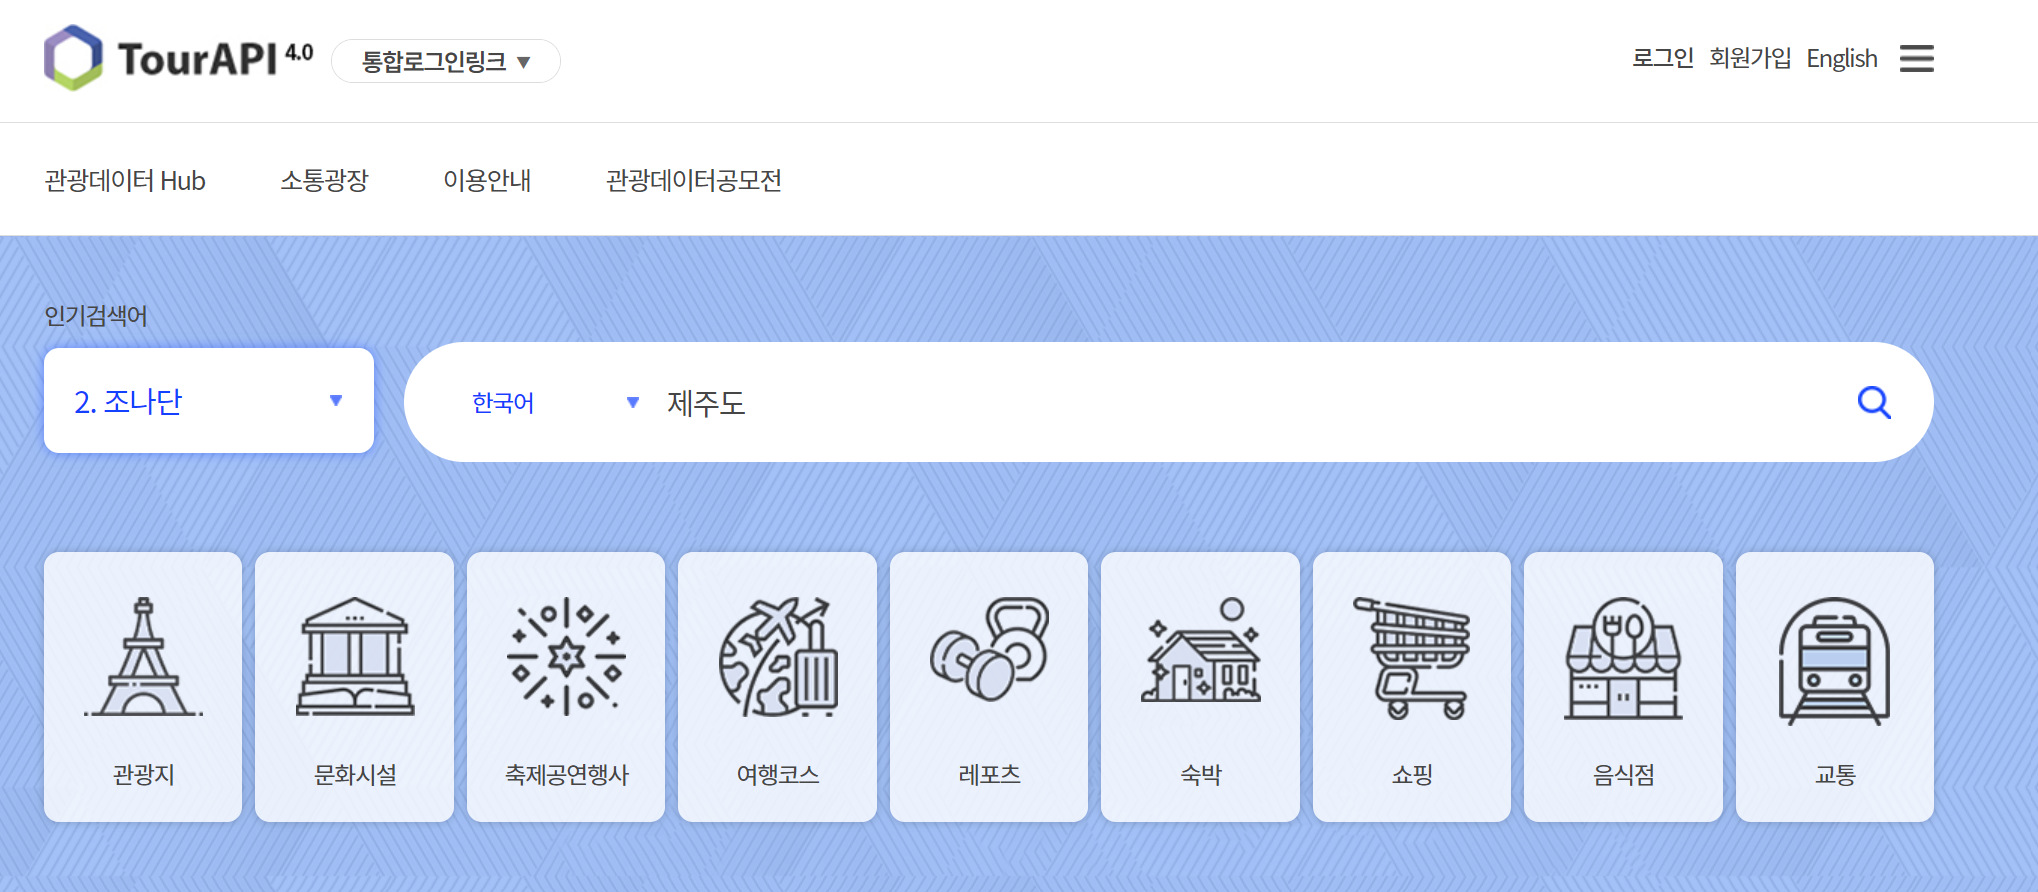 TourAPI 4.0 통합로그인링크 ▼ 로그인 회원가입 English
관광데이터 Hub 소통광장 이용안내 관광데이터공모전
인기검색어
2. 조나단 한국어 제주도
관광지 문화시설 축제공연행사 여행코스 레포츠 숙박 쇼핑 음식점 교통